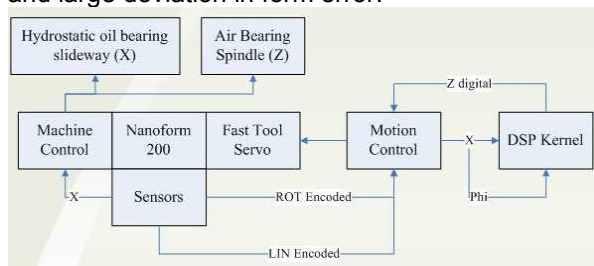 and large deviation in form error.
Hydrostatic oil bearing
slideway (X)
Air Bearing
Spindle (Z)
Z digital
Machine
Control
Nanoform
200
Fast Tool
Servo
Motion
Control
X
DSP Kernel
X
Sensors
ROT Encoded
Phi
LIN Encoded